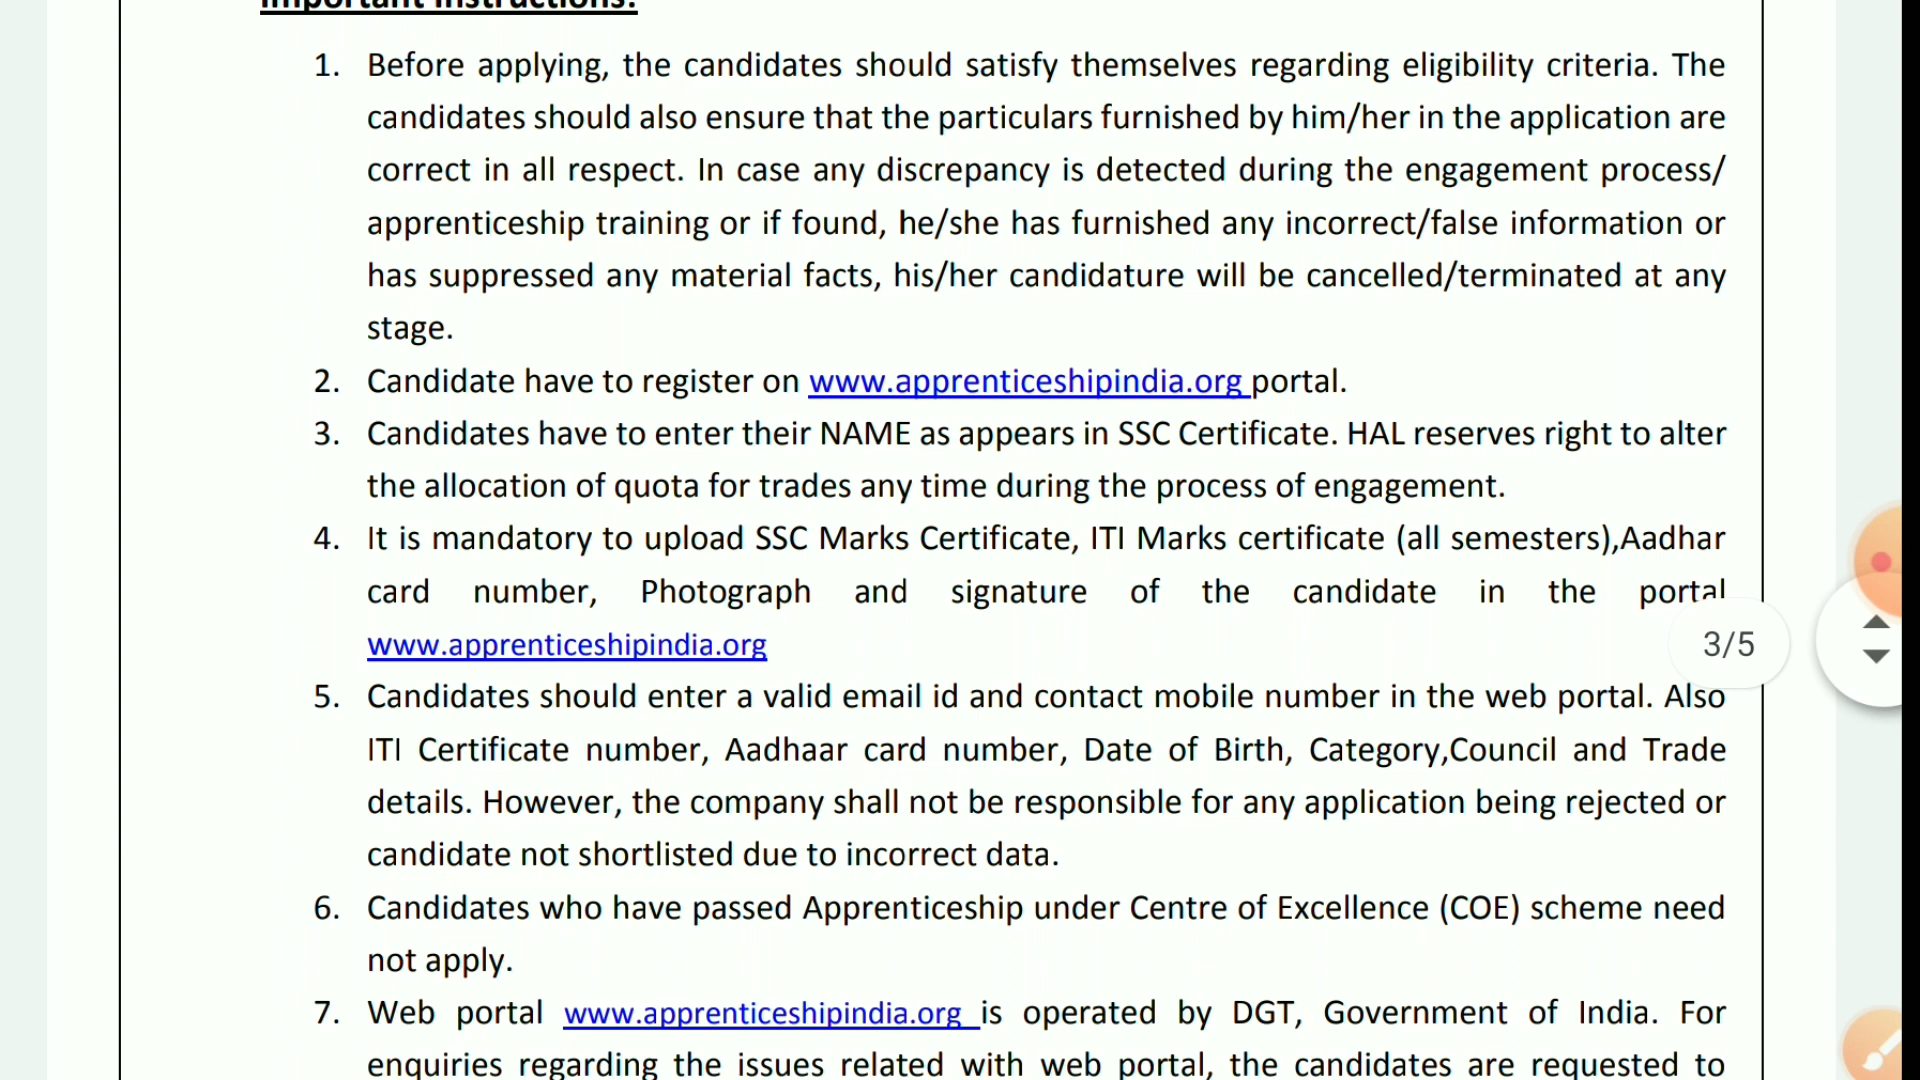 Important Instructions:
1. Before applying, the candidates should satisfy themselves regarding eligibility criteria. The
candidates should also ensure that the particulars furnished by him/her in the application are
correct in all respect. In case any discrepancy is detected during the engagement process/
apprenticeship training or if found, he/she has furnished any incorrect/false information or
has suppressed any material facts, his/her candidature will be cancelled/terminated at any
stage.
2. Candidate have to register on www.apprenticeshipindia.org portal.
3. Candidates have to enter their NAME as appears in SSC Certificate. HAL reserves right to alter
the allocation of quota for trades any time during the process of engagement.
4. It is mandatory to upload SSC Marks Certificate, ITI Marks certificate (all semesters),Aadhar
card number, Photograph and signature of the candidate in the portal
www.apprenticeshipindia.org
3/5
5. Candidates should enter a valid email id and contact mobile number in the web portal. Also
ITI Certificate number, Aadhaar card number, Date of Birth, Category,Council and Trade
details. However, the company shall not be responsible for any application being rejected or
candidate not shortlisted due to incorrect data.
6. Candidates who have passed Apprenticeship under Centre of Excellence (COE) scheme need
not apply.
7. Web portal www.apprenticeshipindia.org is operated by DGT, Government of India. For
enquiries regarding the issues related with web portal, the candidates are requested to